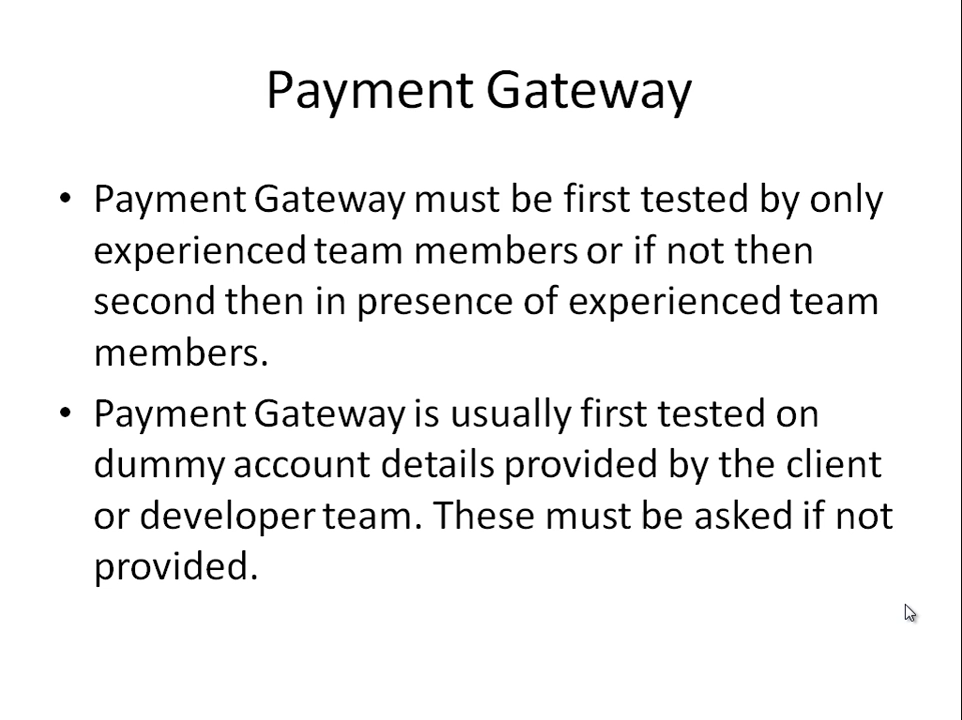 Payment Gateway
• Payment Gateway must be first tested by only
experienced team members or if not then
second then in presence of experienced team
members.
• Payment Gateway is usually first tested on
dummy account details provided by the client
or developer team. These must be asked if not
provided.